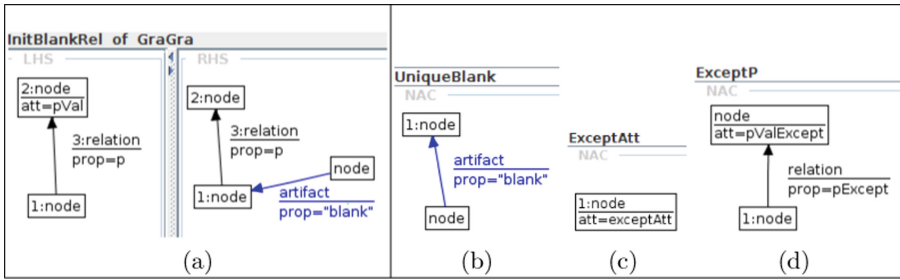 InitBlankRel of GraGra
LHS
RHS
2:node
att=pVal
3:relation
prop=p
1:node
2:node
3:relation
prop=p
node
1:node
artifact
prop="blank"
(a)
UniqueBlank
NAC
1:node
artifact
prop="blank"
node
(b)
ExceptAtt
NAC
1:node
att=exceptAtt
(c)
ExceptP
NAC
node
att=pValExcept
relation
prop=pExcept
1:node
(d)